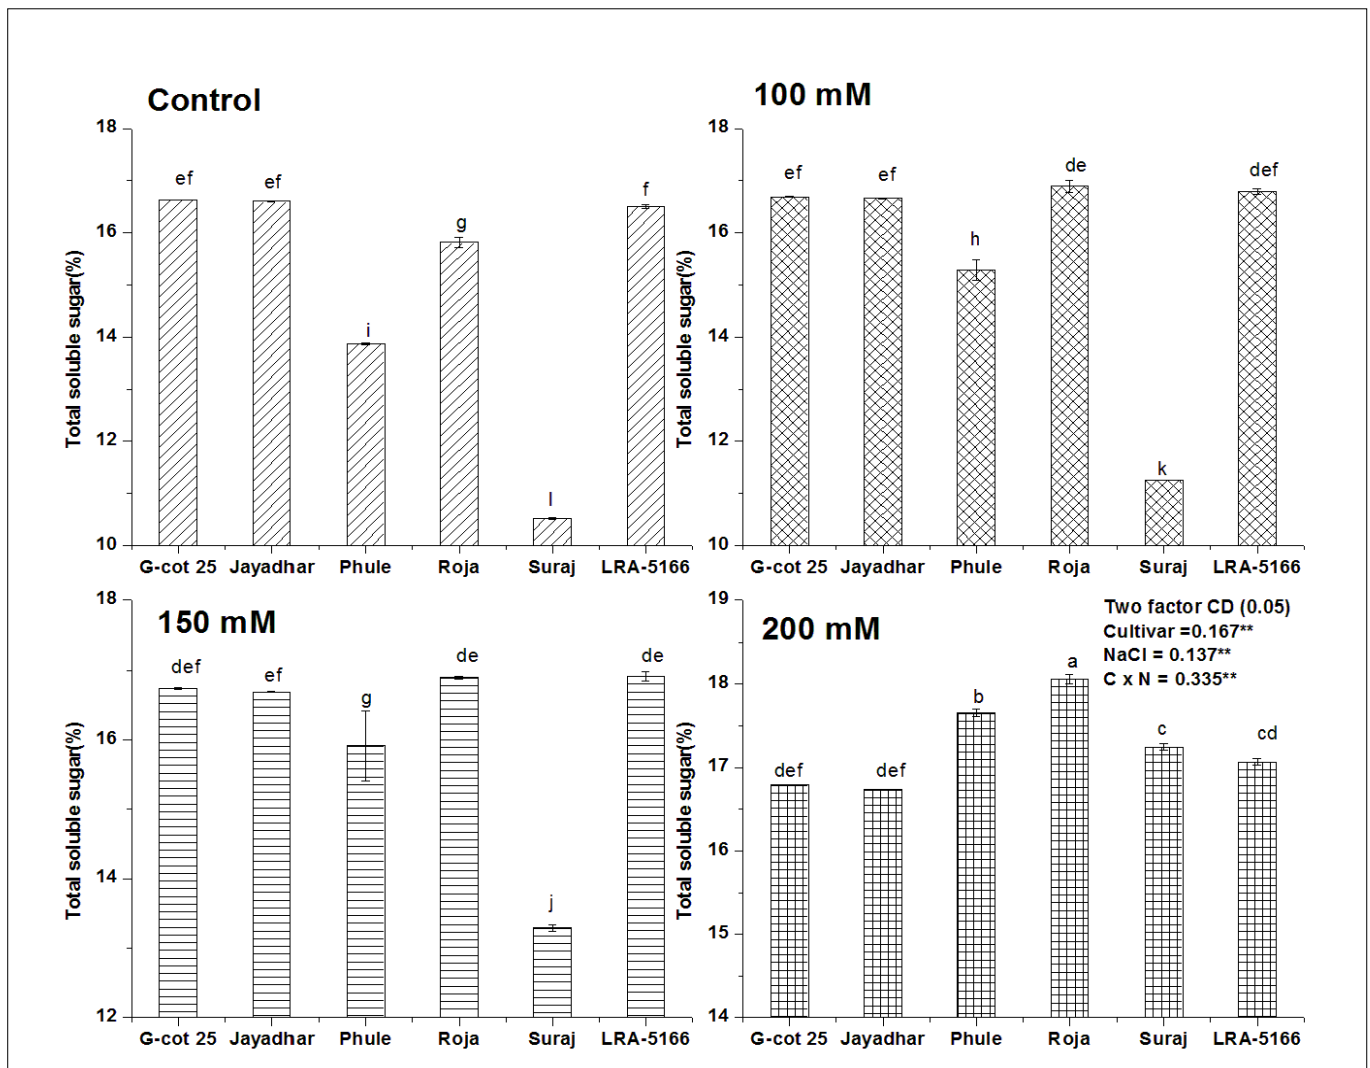 Control
Total soluble sugar(%)
18
16
14
12
10
ef
ef
i
g
l
f
G-cot 25 Jayadhar Phule Roja Suraj LRA-5166
100 mM
Total soluble sugar(%)
18
16
14
12
10
ef
ef
h
de
k
def
G-cot 25 Jayadhar Phule Roja Suraj LRA-5166
150 mM
Total soluble sugar(%)
18
16
14
12
def
ef
g
de
j
de
G-cot 25 Jayadhar Phule Roja Suraj LRA-5166
200 mM
Two factor CD (0.05)
Cultivar =0.167**
NaCl = 0.137**
C x N = 0.335**
Total soluble sugar(%)
19
18
17
16
15
14
def
def
b
a
c
cd
G-cot 25 Jayadhar Phule Roja Suraj LRA-5166